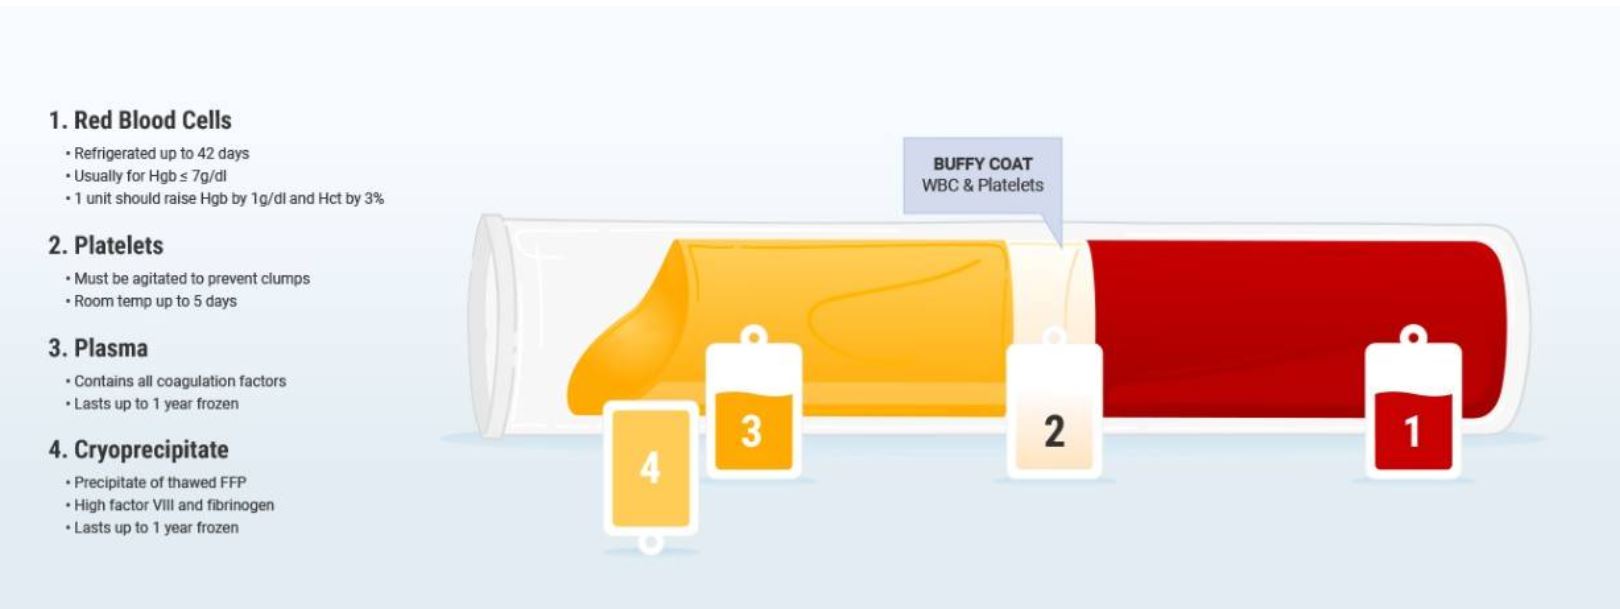 1. Red Blood Cells
• Refrigerated up to 42 days
• Usually for Hgb ≤ 7g/dl
• 1 unit should raise Hgb by 1g/dl and Hct by 3%
2. Platelets
• Must be agitated to prevent clumps
• Room temp up to 5 days
3. Plasma
• Contains all coagulation factors
• Lasts up to 1 year frozen
4. Cryoprecipitate
• Precipitate of thawed FFP
• High factor VIII and fibrinogen
• Lasts up to 1 year frozen
BUFFY COAT
WBC & Platelets
4
3
2
1